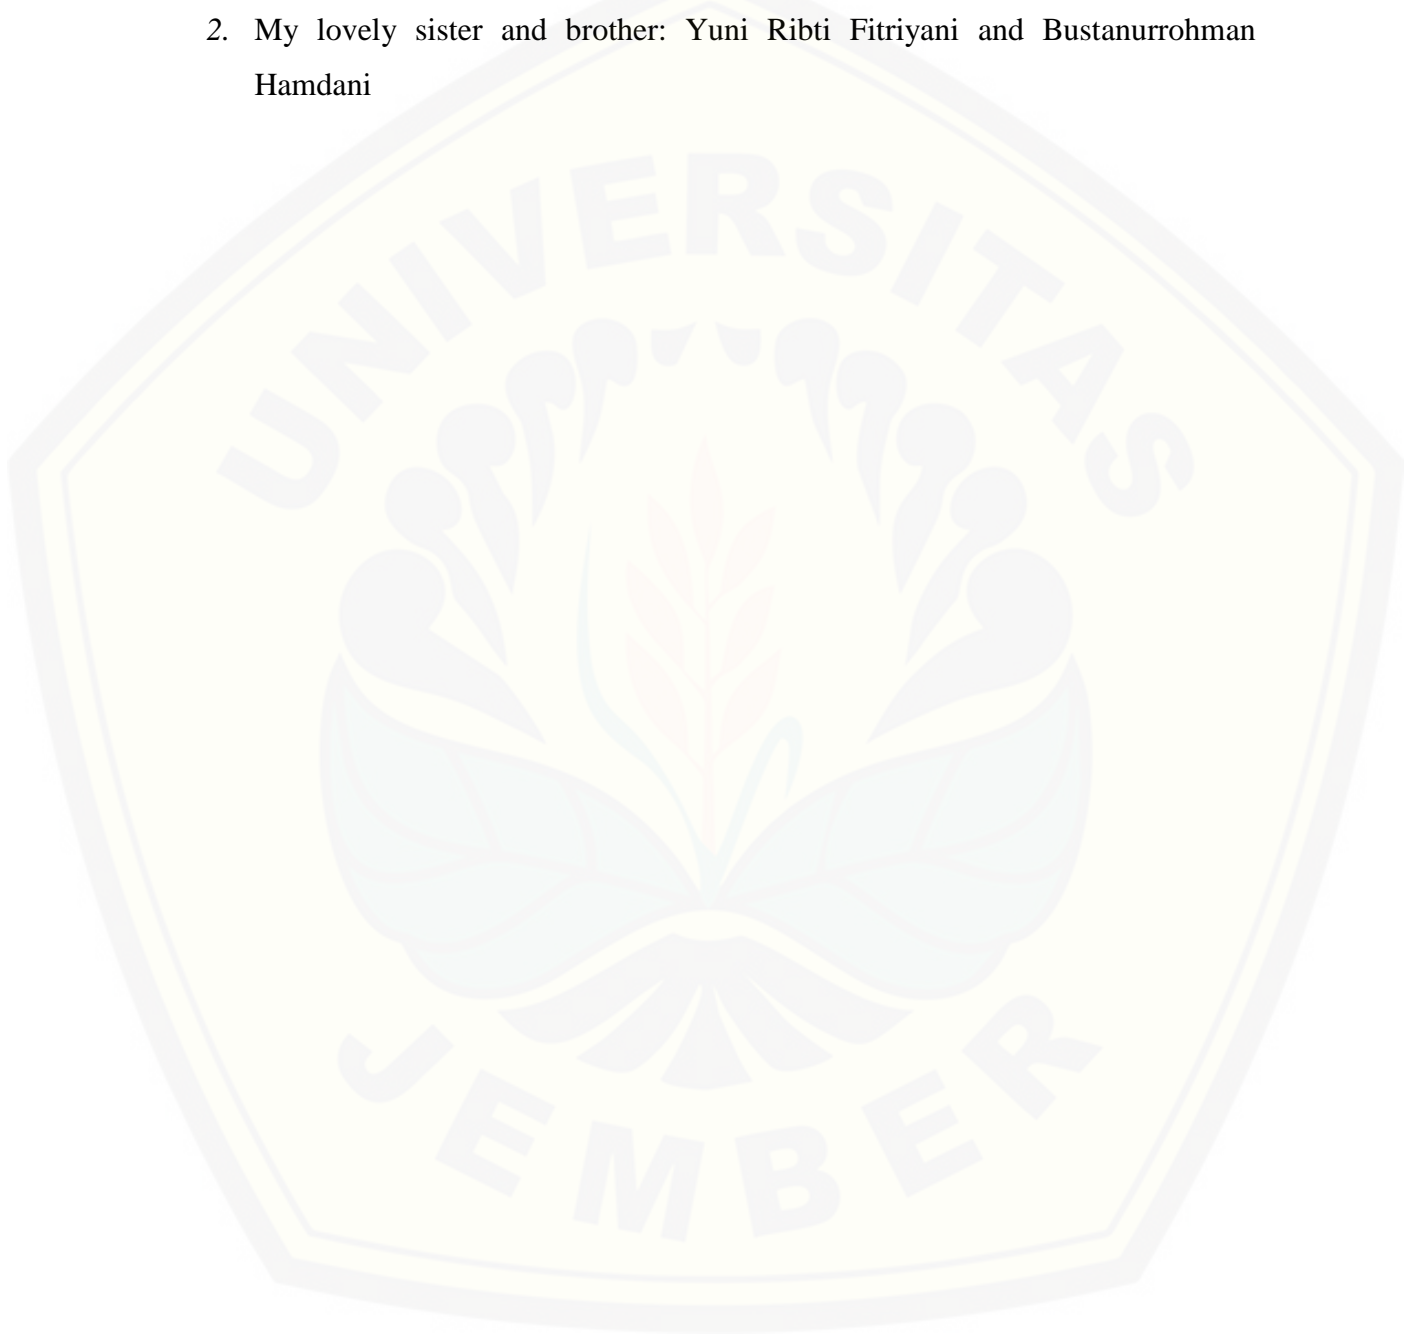 2. My lovely sister and brother: Yuni Ribti Fitriyani and Bustanurrohman
Hamdani
UNIVERSITAS
JEMBER